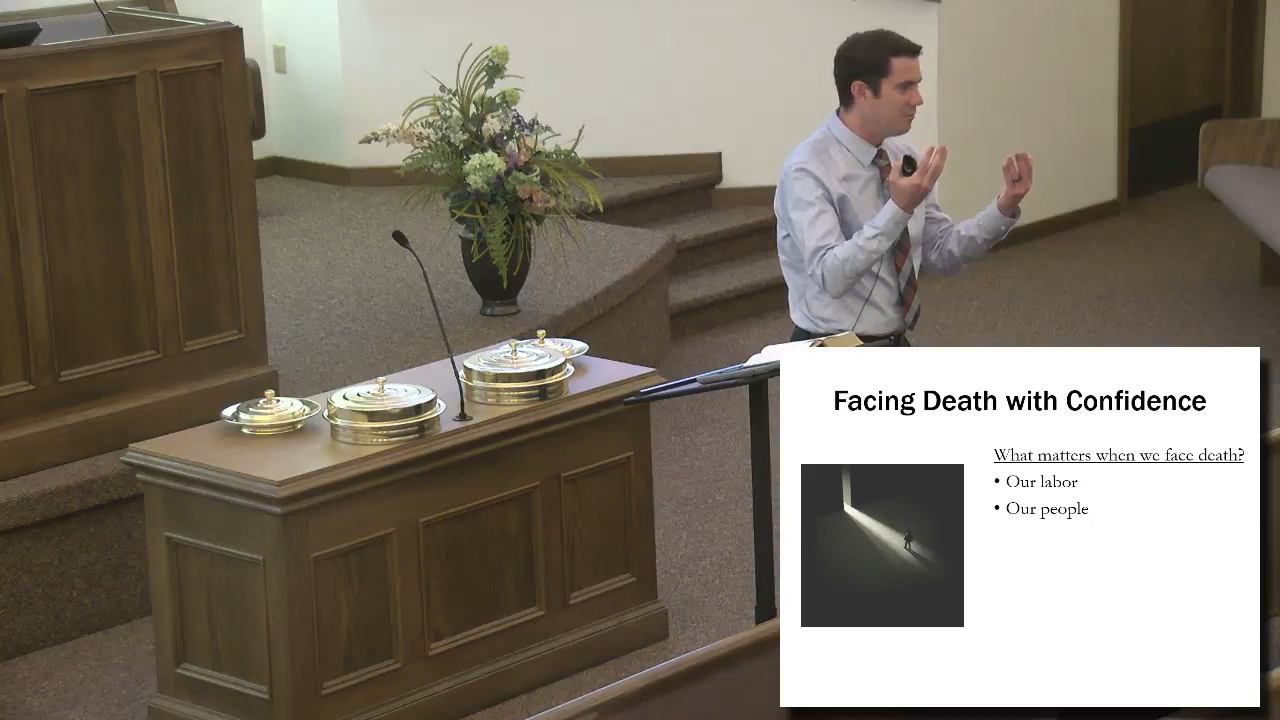 Facing Death with Confidence
What matters when we face death?
• Our labor
• Our people